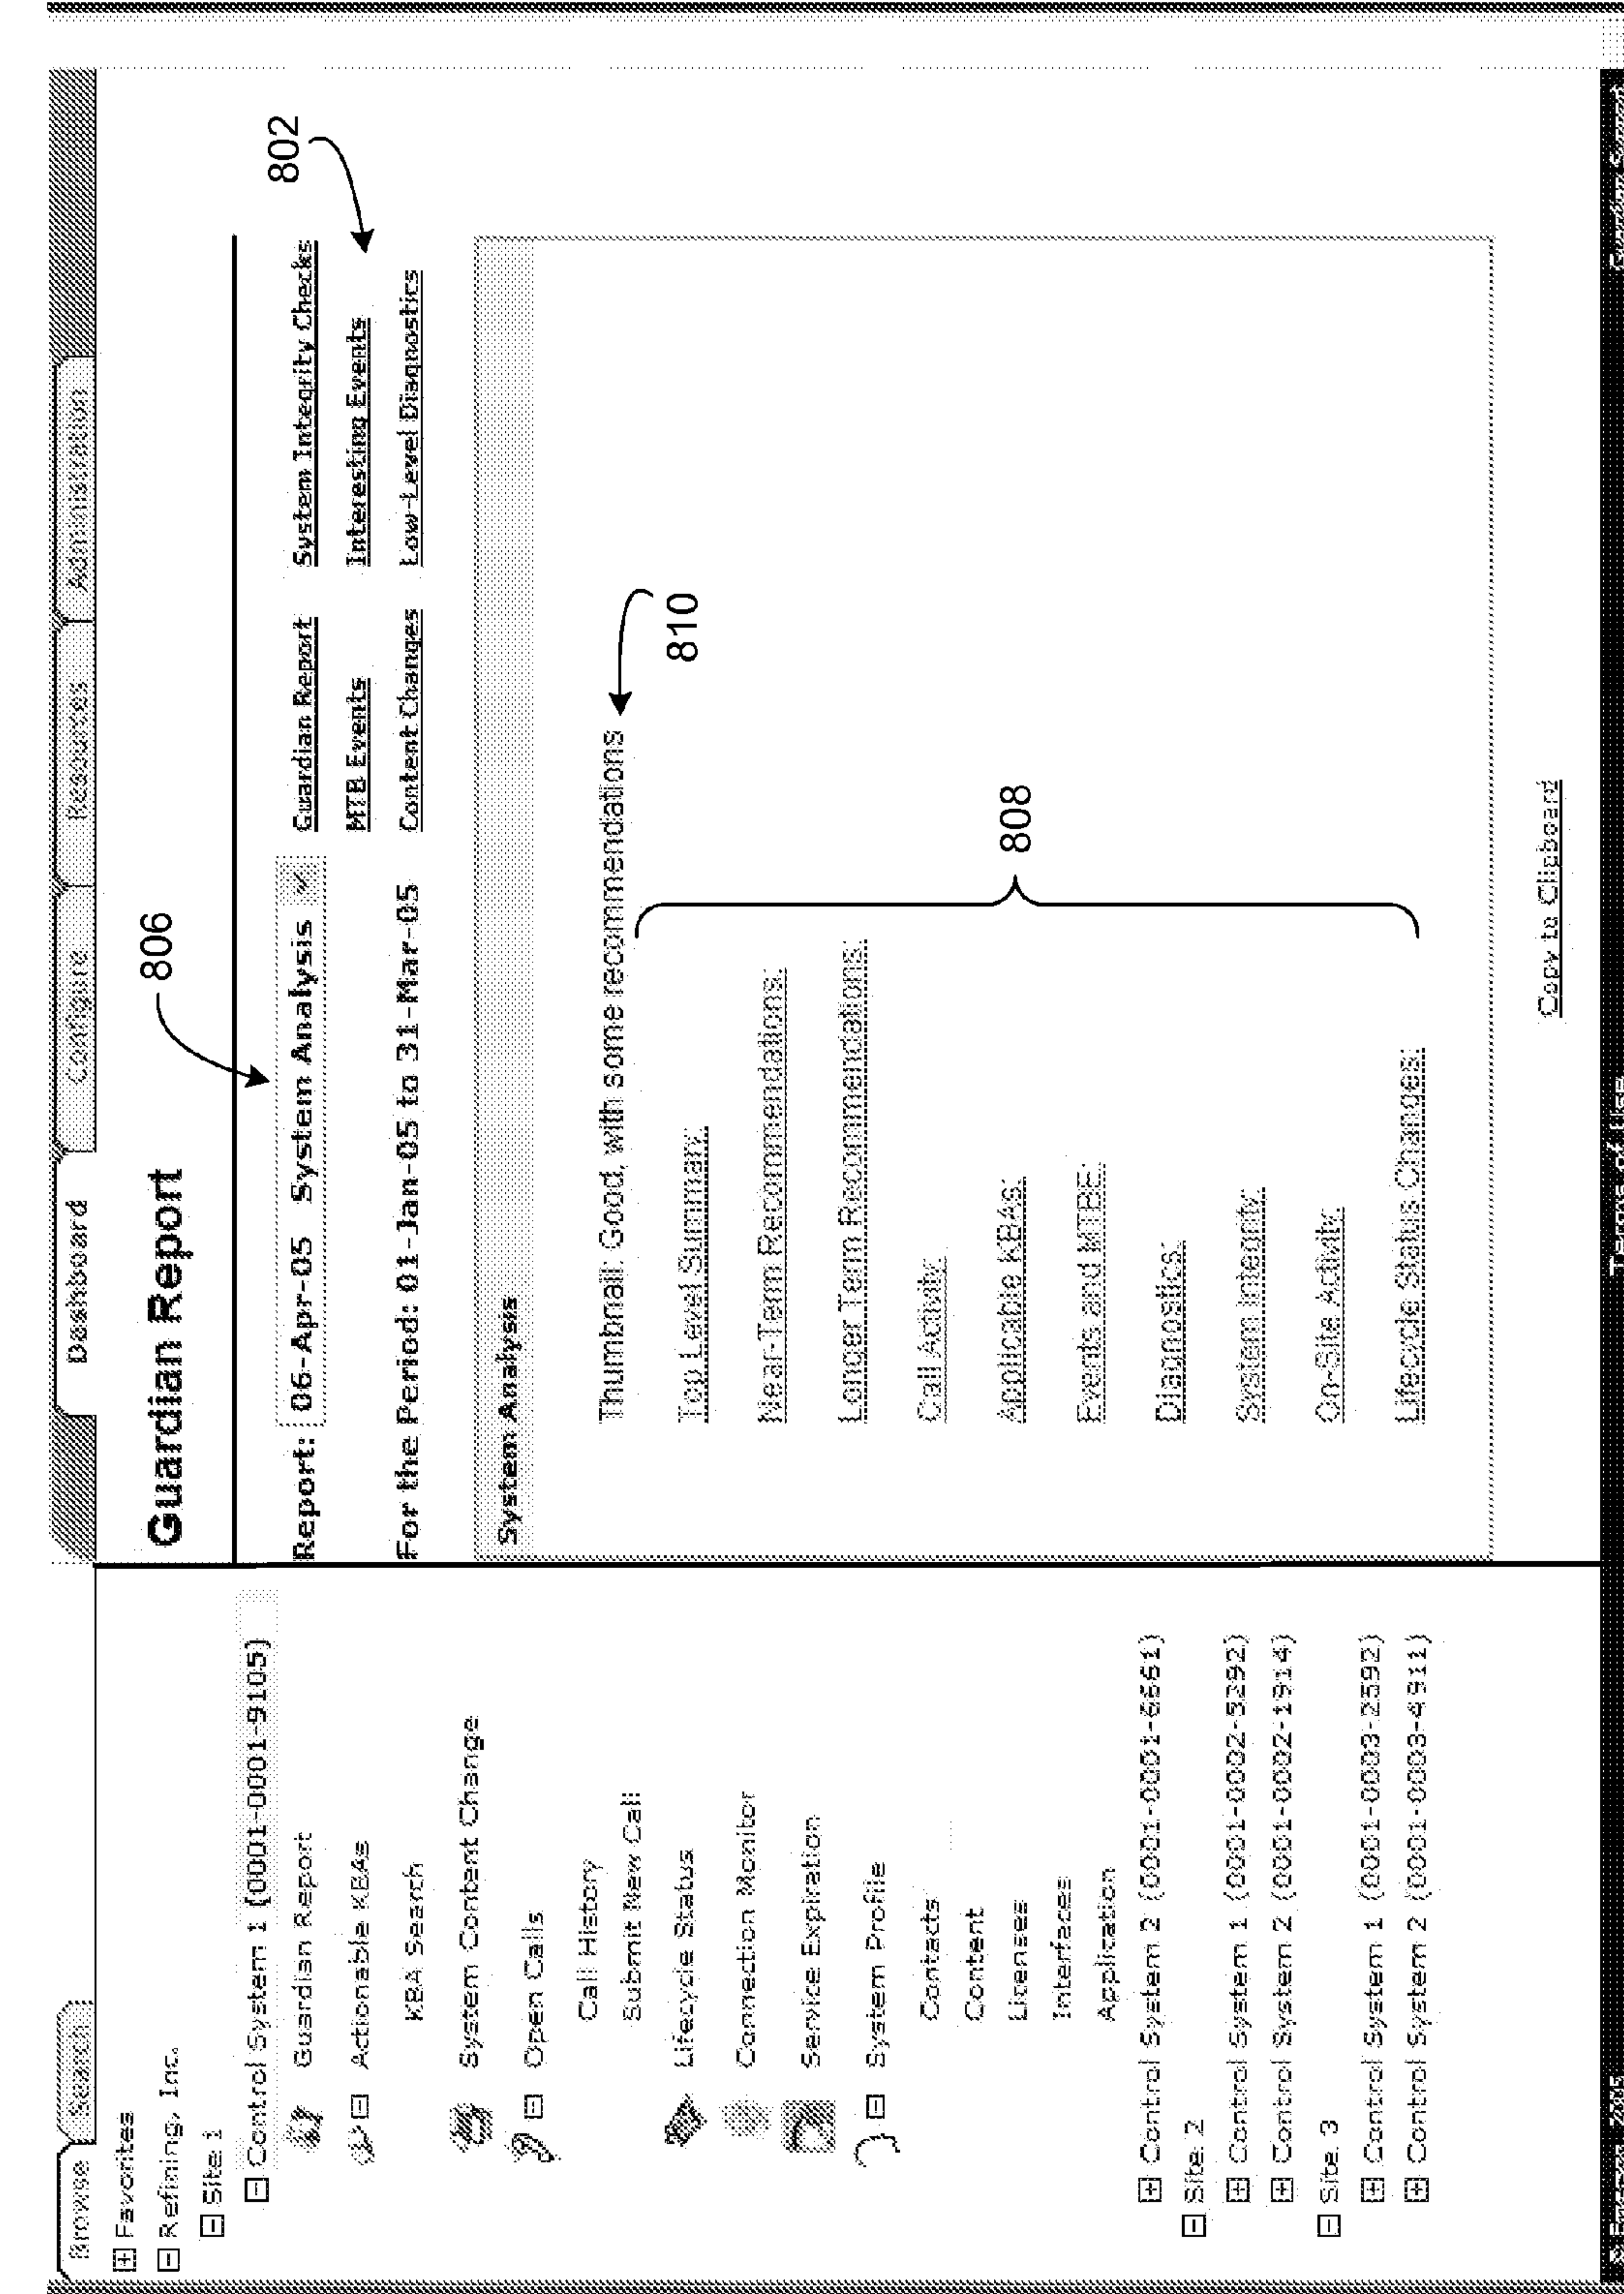 Browse Search
Favorites
Refining, Inc.
Site 1
Control System 1 (0001-0001-9105)
Guardian Report
Actionable KBAs
KBA Search
System Content Change
Open Calls
Call History
Submit New Call
Lifecycle Status
Connection Monitor
Service Expiration
System Profile
Contacts
Content
Licenses
Interfaces
Application
Control System 2 (0001-0001-6661)
Site 2
Control System 1 (0001-0002-5292)
Control System 2 (0001-0002-1914)
Site 3
Control System 1 (0001-0003-2592)
Control System 2 (0001-0003-4911)
Dashboard Configure Resources Administration
Guardian Report
806
802
Report: 06-Apr-05 System Analysis
Guardian Report System Integrity Checks
MTB Events Interesting Events
For the Period: 01-Jan-05 to 31-Mar-05
Content Changes Low-Level Diagnostics
System Analysis
Thumbnail: Good, with some recommendations
810
Top Level Summary:
Near-Term Recommendations:
Longer Term Recommendations:
Call Activity:
Applicable KBAs:
Events and MTBE:
Diagnostics:
System Integrity:
On-Site Activity:
Lifecycle Status Changes:
808
Copy to Clipboard
Terms of Use